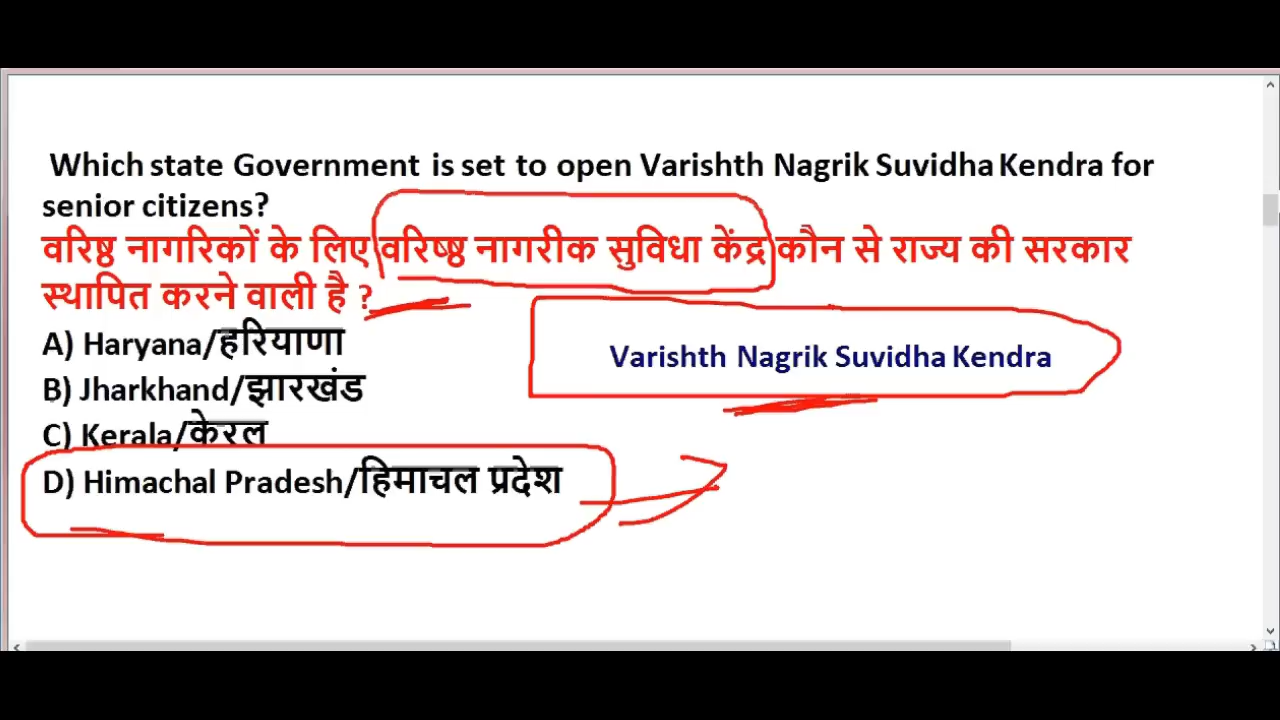 Which state Government is set to open Varishth Nagrik Suvidha Kendra for
senior citizens?
वरिष्ठ नागरिकों के लिए वरिष्ष्ठ नागरीक सुविधा केंद्र कौन से राज्य की सरकार
स्थापित करने वाली है ?
A) Haryana/हरियाणा
Varishth Nagrik Suvidha Kendra
B) Jharkhand/झारखंड
C) Kerala/केरल
D) Himachal Pradesh/हिमाचल प्रदेश